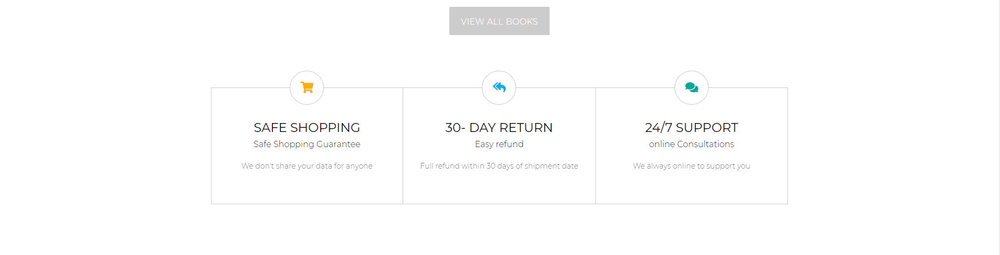 VIEW ALL BOOKS
SAFE SHOPPING
Safe Shopping Guarantee
We don't share your data for anyone
30- DAY RETURN
Easy refund
Full refund within 30 days of shipment date
24/7 SUPPORT
online Consultations
We always online to support you